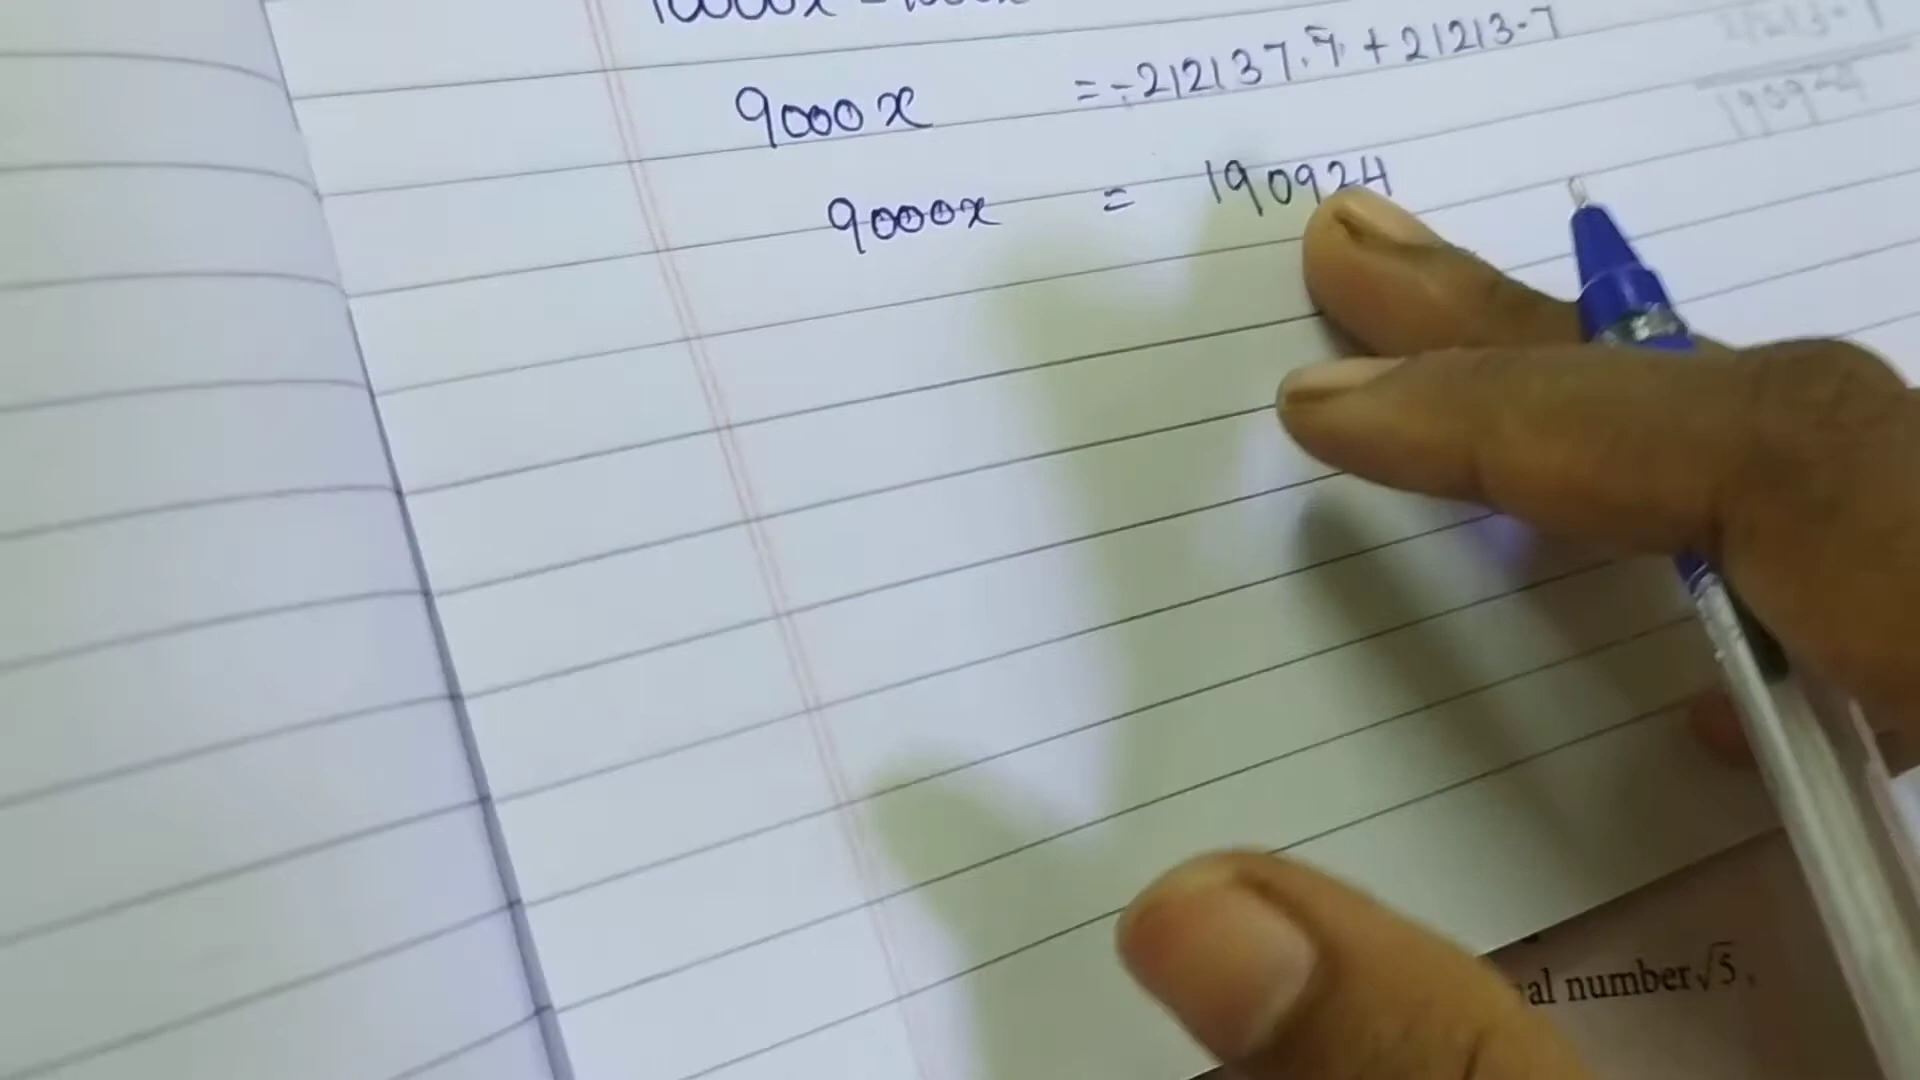 9000x = -212137.7 + 21213.7
9000x = 190924
al number√5.